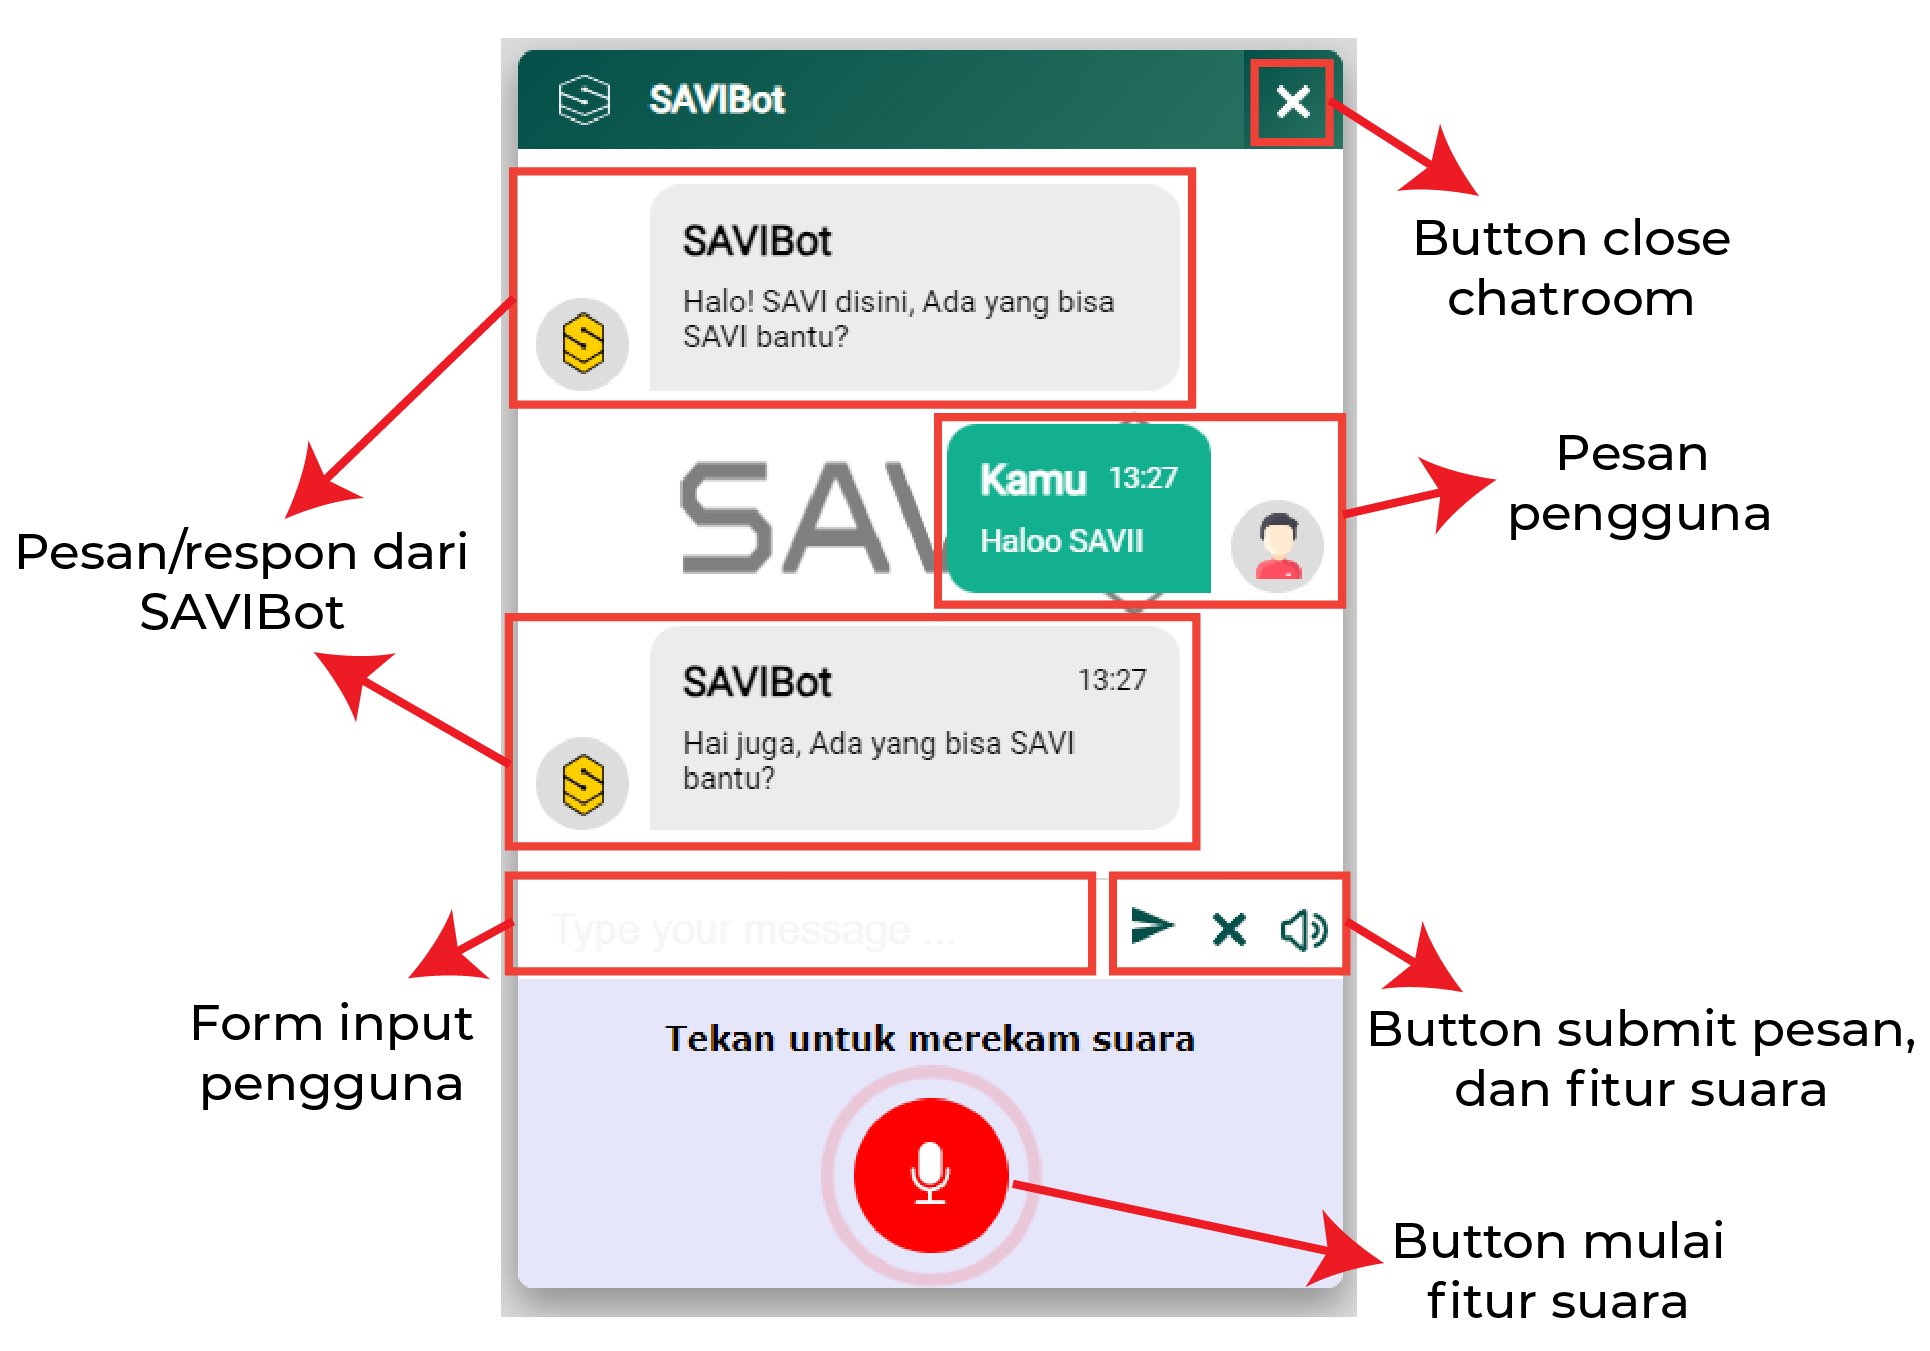 SAVIBot
Button close
chatroom
SAVIBot
Halo! SAVI disini, Ada yang bisa
SAVI bantu?
Pesan/respon dari
SAVIBot
SAV
Kamu 13:27
Haloo SAVII
Pesan
pengguna
SAVIBot 13:27
Hai juga, Ada yang bisa SAVI
bantu?
Type your message ...
Form input
pengguna
Button submit pesan,
dan fitur suara
Tekan untuk merekam suara
Button mulai
fitur suara